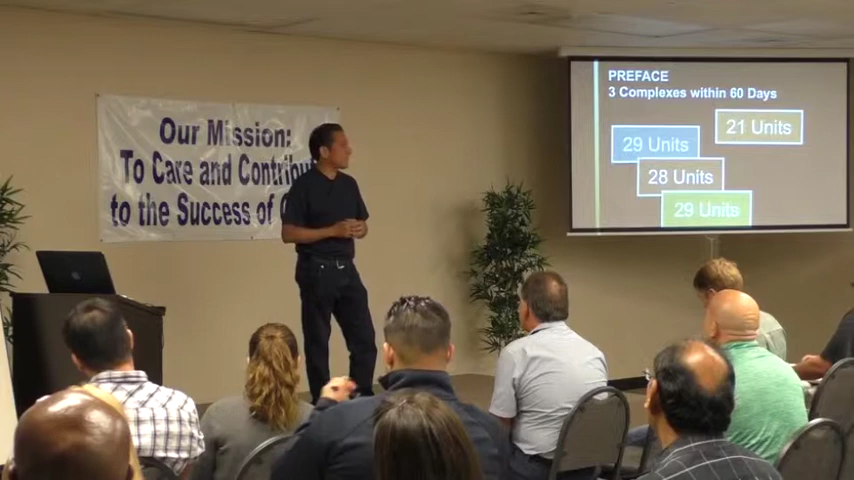 Our Mission:
To Care and Contribu
to the Success of
PREFACE
3 Complexes within 60 Days
21 Units
29 Units
28 Units
29 Units